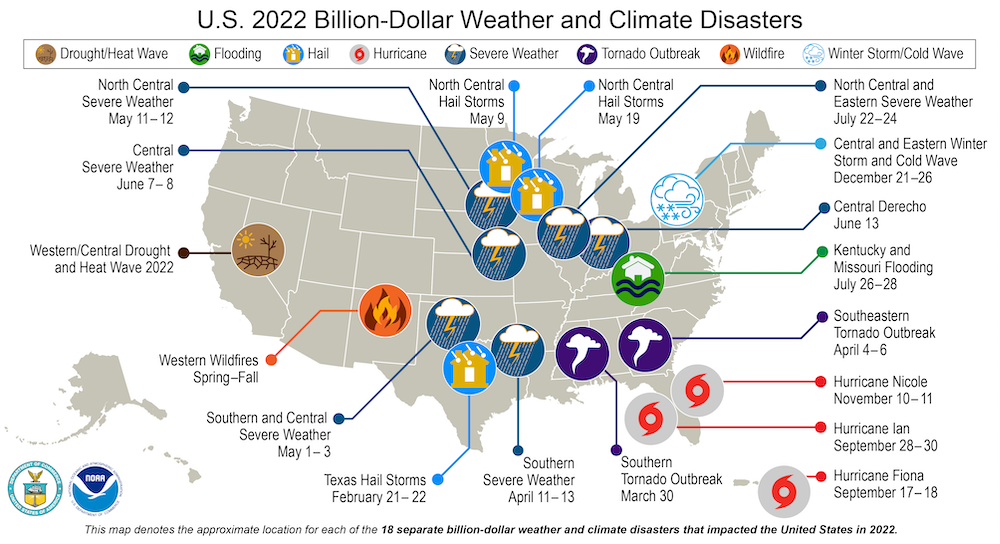 U.S. 2022 Billion-Dollar Weather and Climate Disasters
Drought/Heat Wave
Flooding
Hail
Hurricane
Severe Weather
Tornado Outbreak
Wildfire
Winter Storm/Cold Wave
North Central
Severe Weather
May 11–12
North Central
Hail Storms
May 9
North Central
Hail Storms
May 19
North Central and
Eastern Severe Weather
July 22–24
Central
Severe Weather
June 7–8
Central and Eastern Winter
Storm and Cold Wave
December 21–26
Central Derecho
June 13
Western/Central Drought
and Heat Wave 2022
Kentucky and
Missouri Flooding
July 26–28
Southeastern
Tornado Outbreak
April 4–6
Western Wildfires
Spring–Fall
Hurricane Nicole
November 10–11
Southern and Central
Severe Weather
May 1–3
Hurricane Ian
September 28–30
Texas Hail Storms
February 21–22
Southern
Severe Weather
April 11–13
Southern
Tornado Outbreak
March 30
Hurricane Fiona
September 17–18
NOAA
This map denotes the approximate location for each of the 18 separate billion-dollar weather and climate disasters that impacted the United States in 2022.